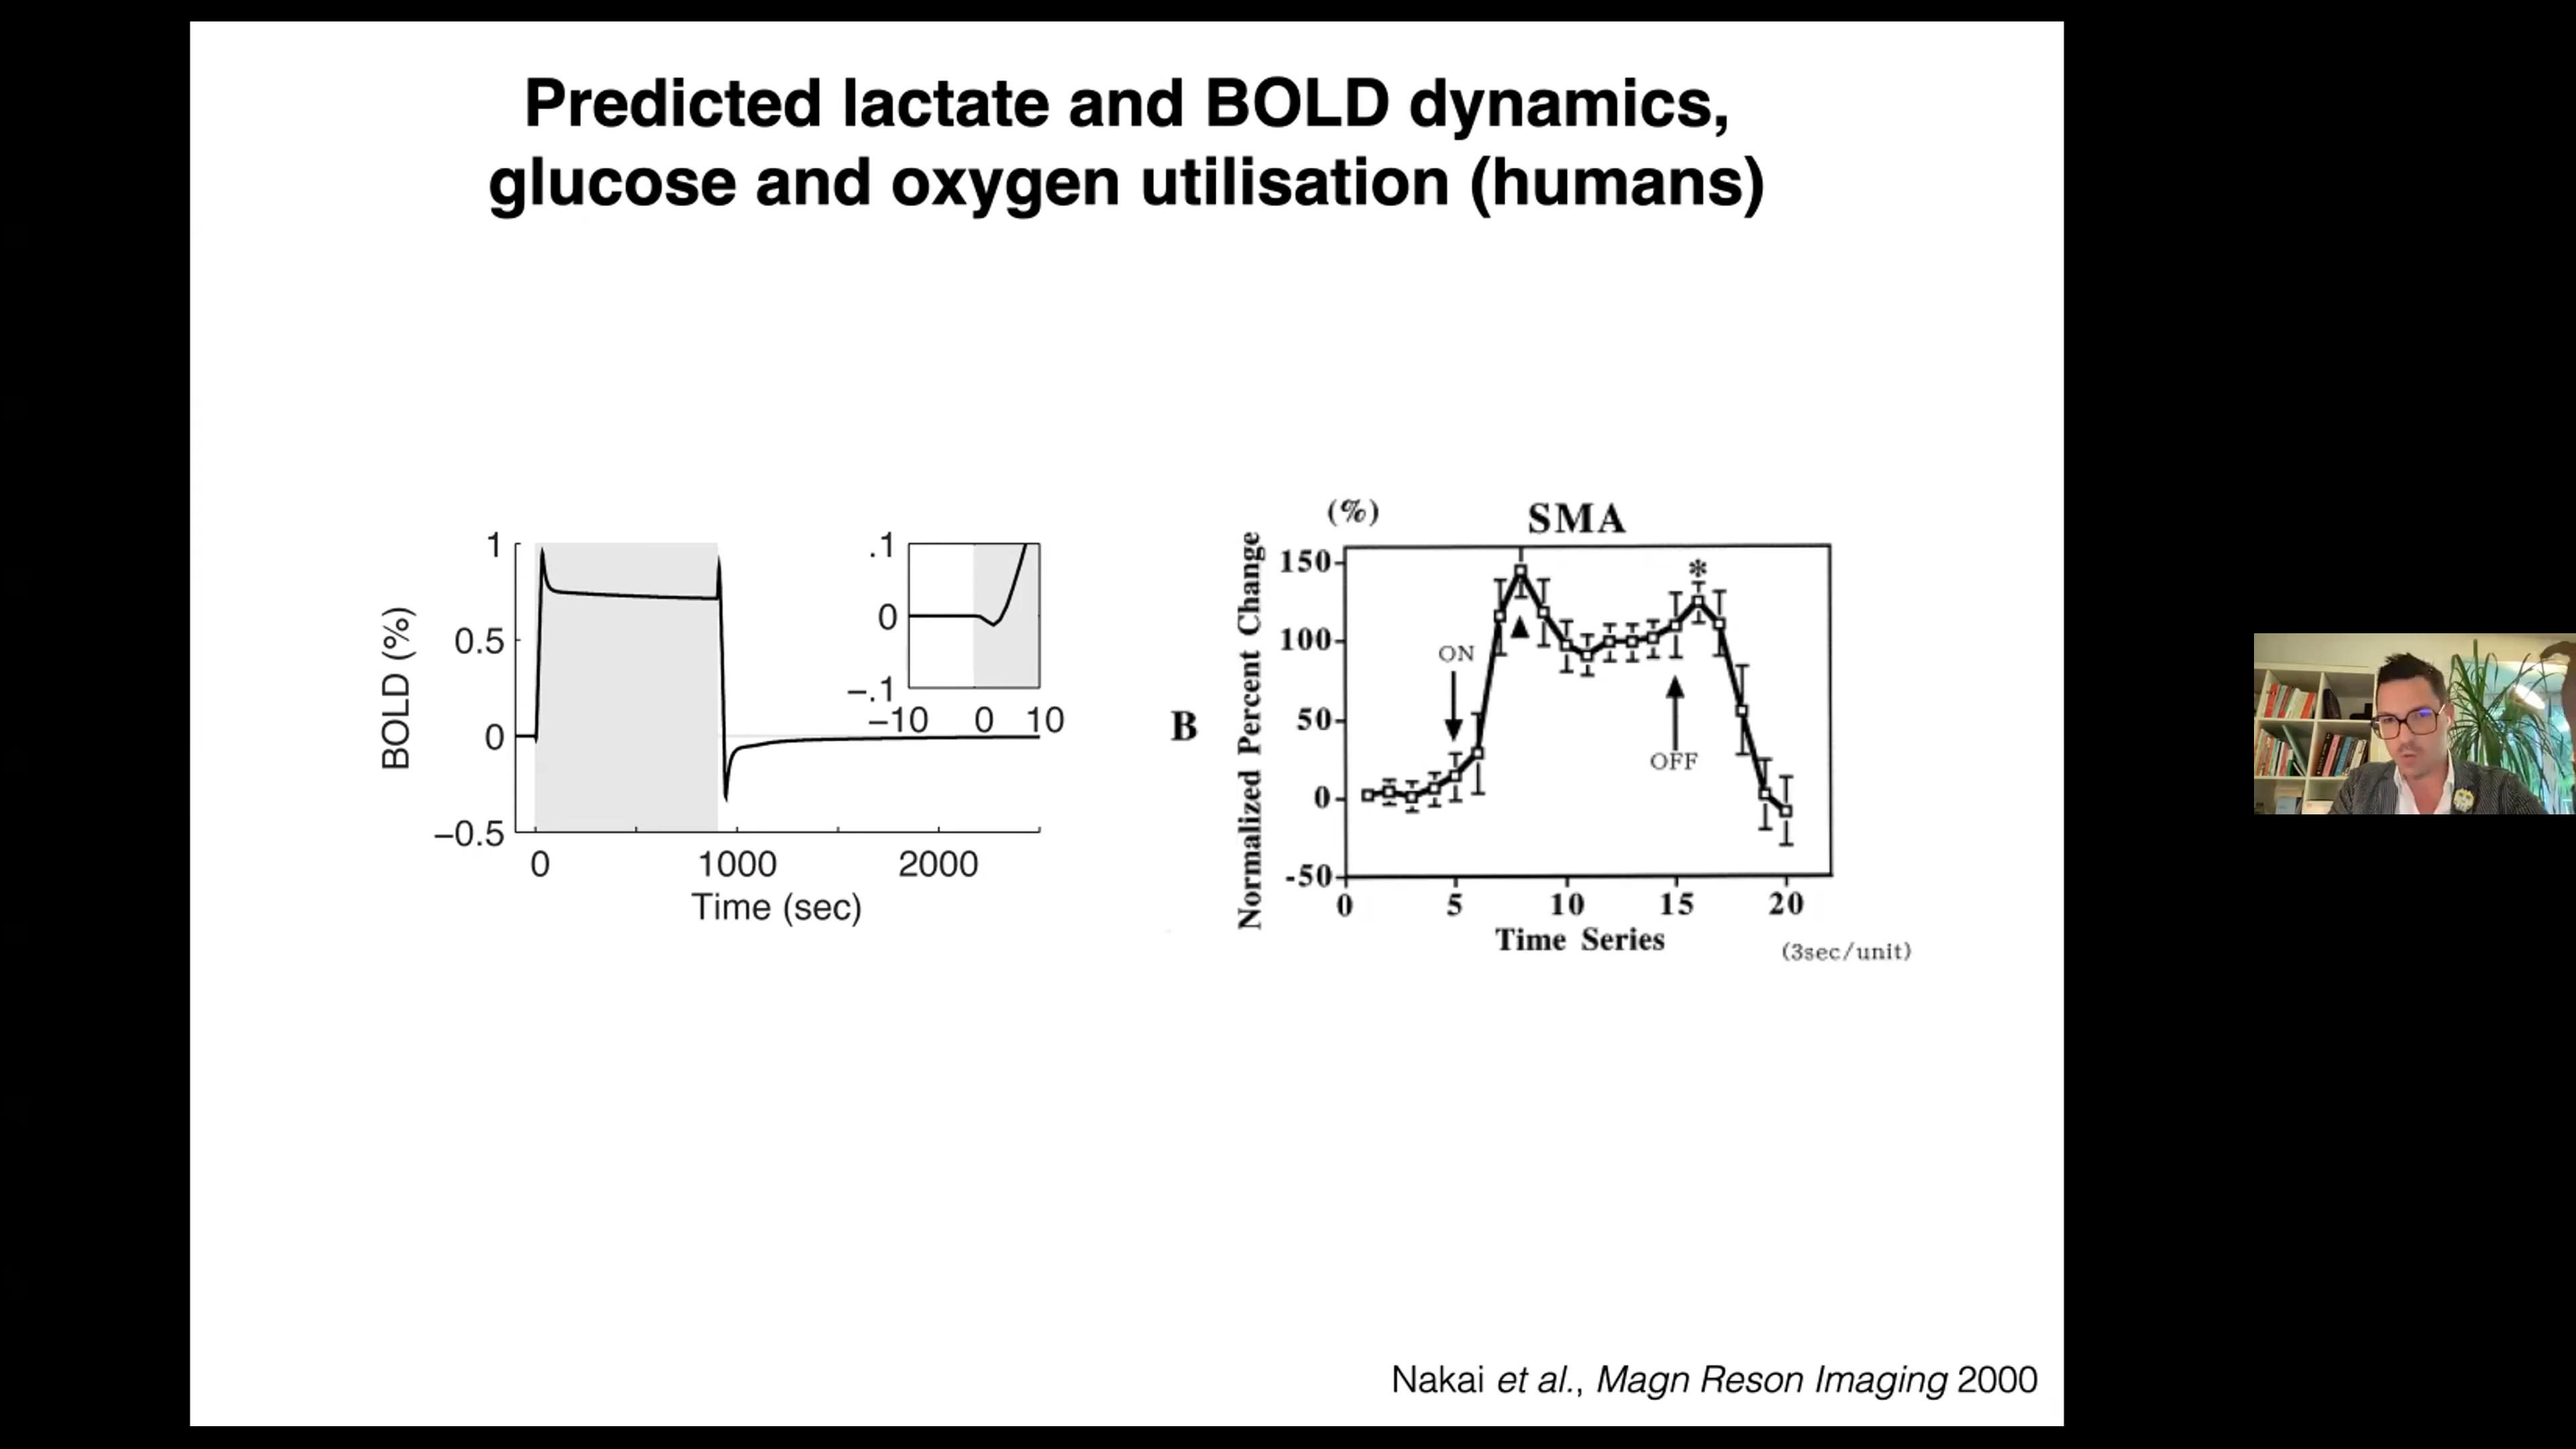 Predicted lactate and BOLD dynamics,
glucose and oxygen utilisation (humans)
BOLD (%)
1
0.5
0
−0.5
0
1000
2000
Time (sec)
.1
0
−.1
−10
0
10
B
(%)
SMA
Normalized Percent Change
150
100
50
0
-50
ON
OFF
*
0
5
10
15
20
Time Series
(3sec/unit)
Nakai et al., Magn Reson Imaging 2000